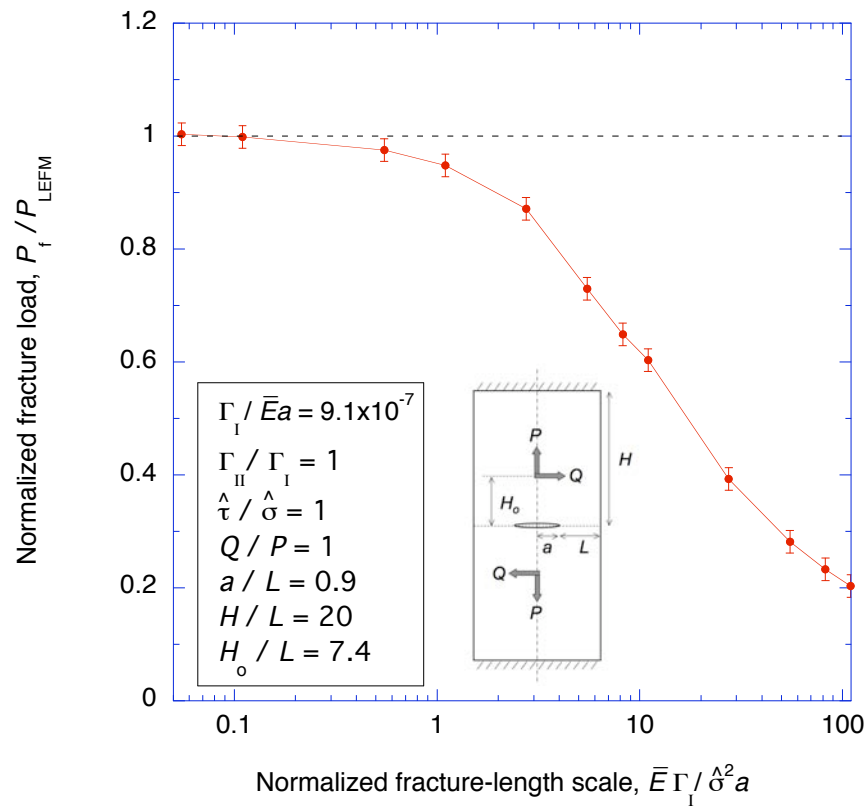 1.2
1
0.8
0.6
0.4
0.2
0
Normalized fracture load, P_f / P_LEFM
Γ_I / E̅a = 9.1x10⁻⁷
Γ_II / Γ_I = 1
τ̂ / σ̂ = 1
Q / P = 1
a / L = 0.9
H / L = 20
H_o / L = 7.4
P
Q
H
H_o
a
L
Q
P
0.1
1
10
100
Normalized fracture-length scale, E̅ Γ_I / σ̂² a